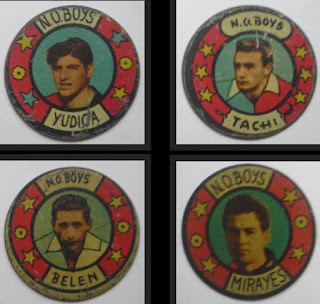 N.O. BOYS
YUDICA
N.O. BOYS
TACHI
N.O. BOYS
BELEN
N.O. BOYS
MIRAYES